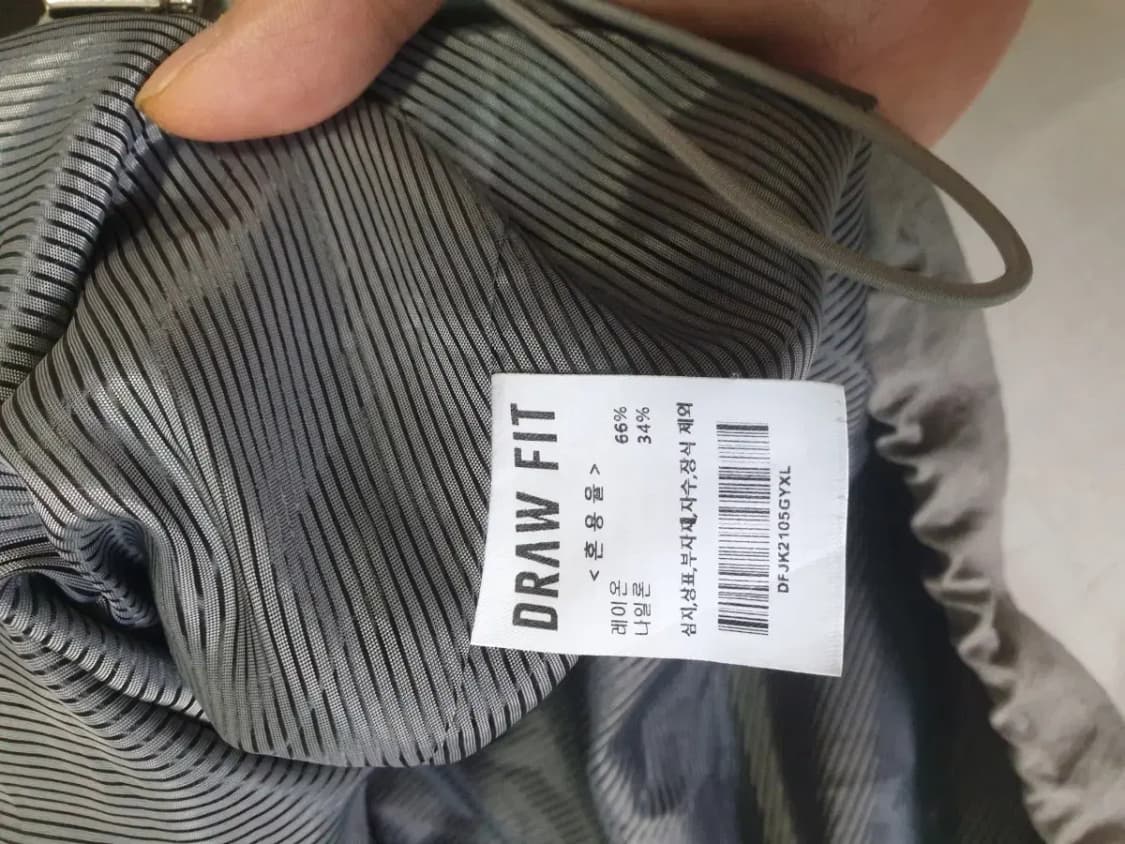 DRAW FIT
< 혼 용 율 >
레이온 66%
나일론 34%
심지,상표,부사재,자수,장식 제외
DFJK2105GYXL